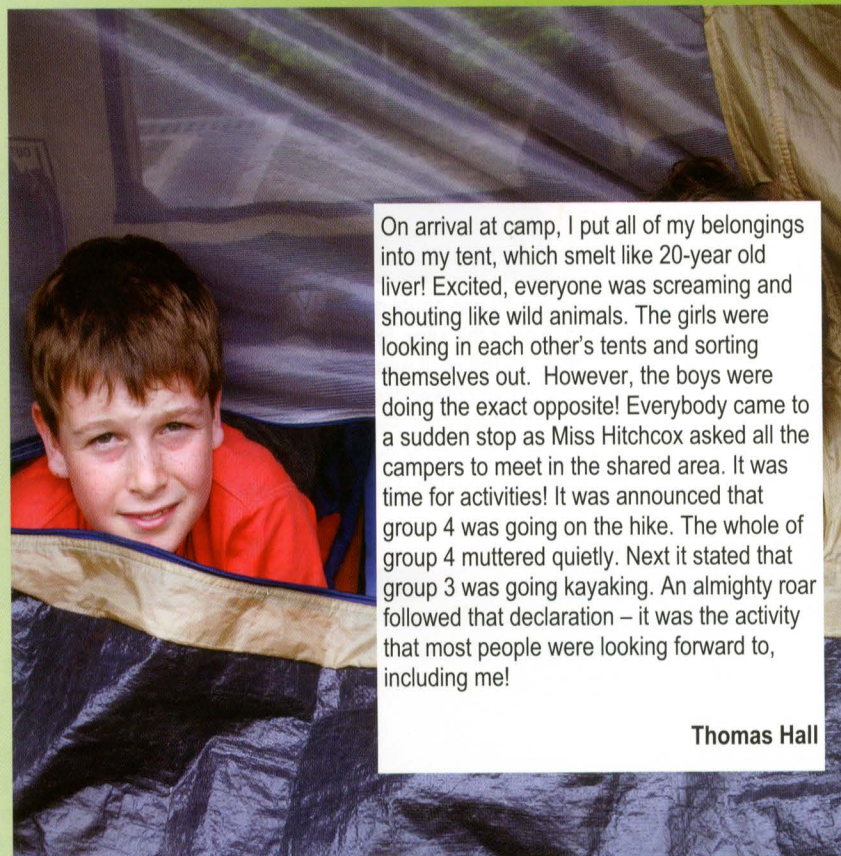 On arrival at camp, I put all of my belongings
into my tent, which smelt like 20-year old
liver! Excited, everyone was screaming and
shouting like wild animals. The girls were
looking in each other's tents and sorting
themselves out.  However, the boys were
doing the exact opposite! Everybody came to
a sudden stop as Miss Hitchcox asked all the
campers to meet in the shared area. It was
time for activities! It was announced that
group 4 was going on the hike. The whole of
group 4 muttered quietly. Next it stated that
group 3 was going kayaking. An almighty roar
followed that declaration – it was the activity
that most people were looking forward to,
including me!
Thomas Hall